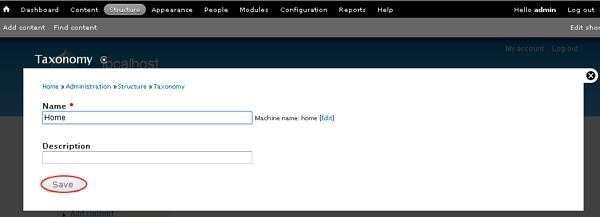 Dashboard Content Structure Appearance People Modules Configuration Reports Help Hello admin Log out
Add content Find content Edit shor
My account Log out
Taxonomy
localhost
Home » Administration » Structure » Taxonomy
Name *
Home Machine name: home [Edit]
Description
Save
Add content